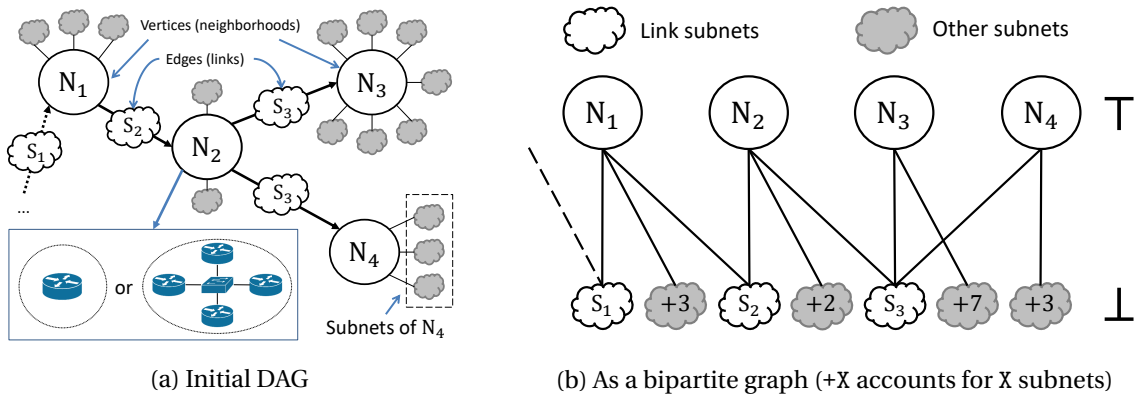 Vertices (neighborhoods)
Edges (links)
N₁
S₂
S₁
...
N₂
S₃
N₃
S₃
N₄
or
Subnets of N₄
(a) Initial DAG
Link subnets
Other subnets
N₁ N₂ N₃ N₄ ⊤
S₁ +3 S₂ +2 S₃ +7 +3 ⊥
(b) As a bipartite graph (+X accounts for X subnets)